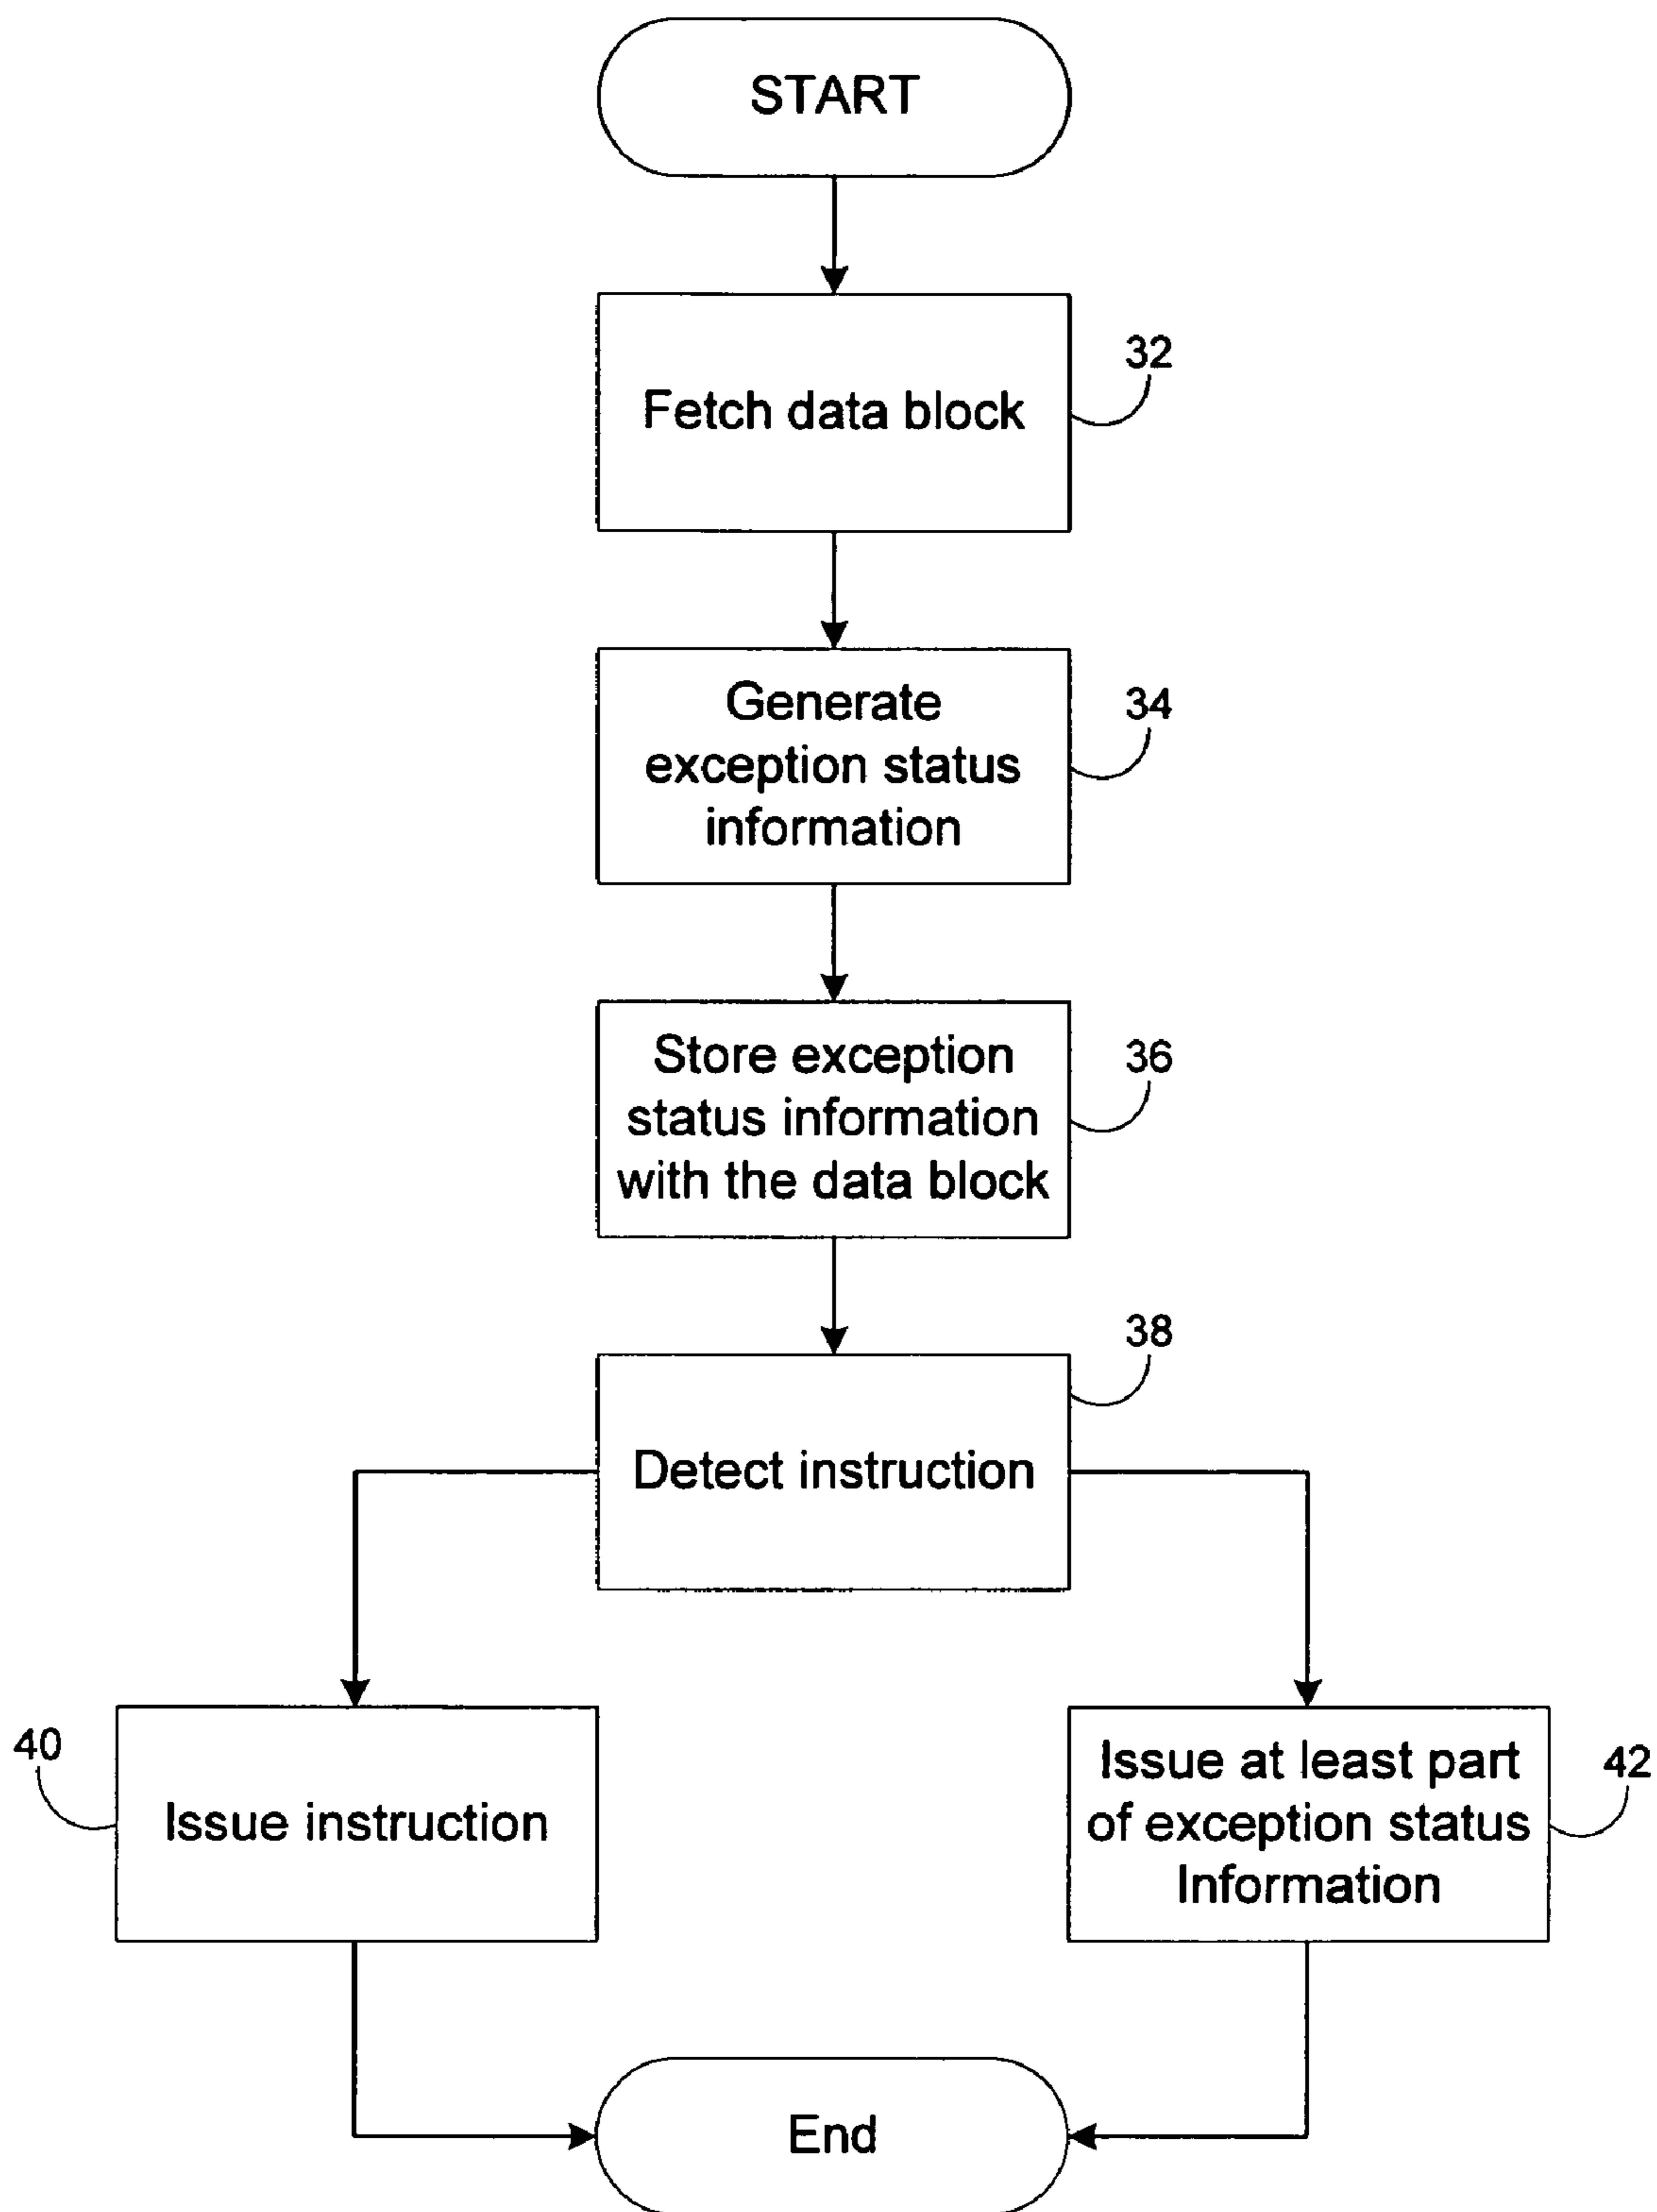 START
32
Fetch data block
34
Generate
exception status
information
36
Store exception
status information
with the data block
38
Detect instruction
40
Issue instruction
Issue at least part
of exception status
Information
42
End